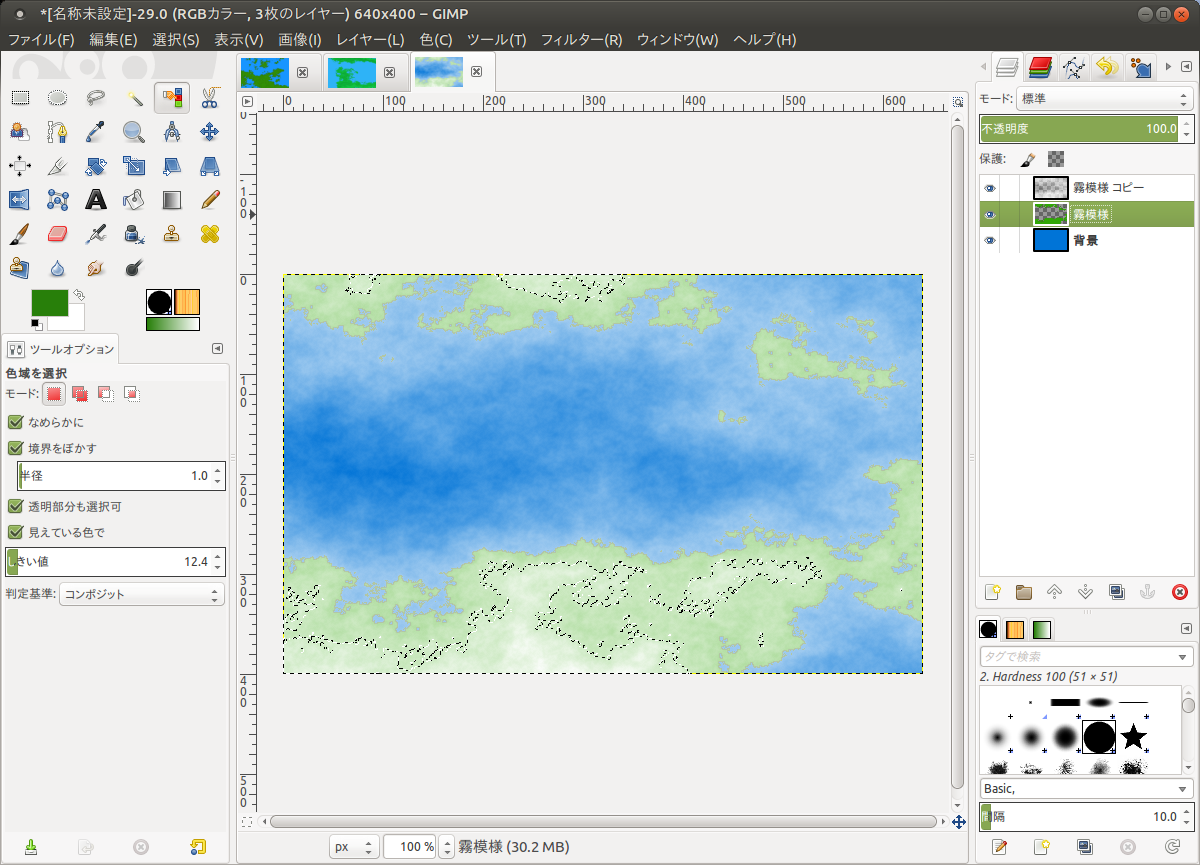 *[名称未設定]-29.0 (RGBカラー, 3枚のレイヤー) 640x400 – GIMP
ファイル(F) 編集(E) 選択(S) 表示(V) 画像(I) レイヤー(L) 色(C) ツール(T) フィルター(R) ウィンドウ(W) ヘルプ(H)
0 100 200 300 400 500 600
0
-100
0
100
200
300
400
500
ツールオプション
色域を選択
モード:
なめらかに
境界をぼかす
半径 1.0
透明部分も選択可
見えている色で
しきい値 12.4
判定基準: コンポジット
px 100 % 霧模様 (30.2 MB)
モード: 標準
不透明度 100.0
保護:
霧模様 コピー
霧模様
背景
タグで検索
2. Hardness 100 (51 × 51)
Basic,
間隔 10.0